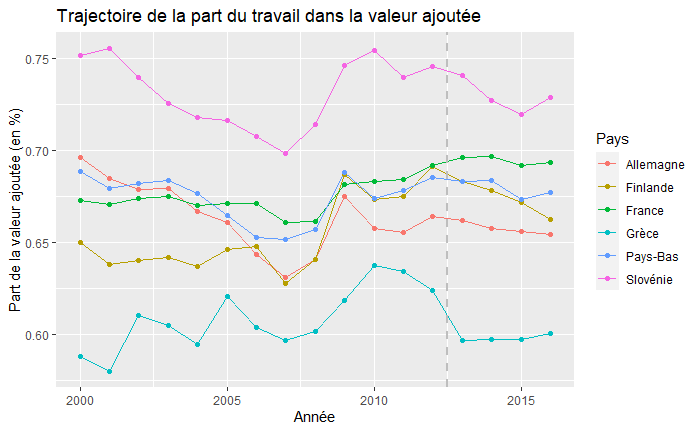 Trajectoire de la part du travail dans la valeur ajoutée
Part de la valeur ajoutée (en %)
0.75
0.70
0.65
0.60
2000
2005
2010
2015
Année
Pays
Allemagne
Finlande
France
Grèce
Pays-Bas
Slovénie